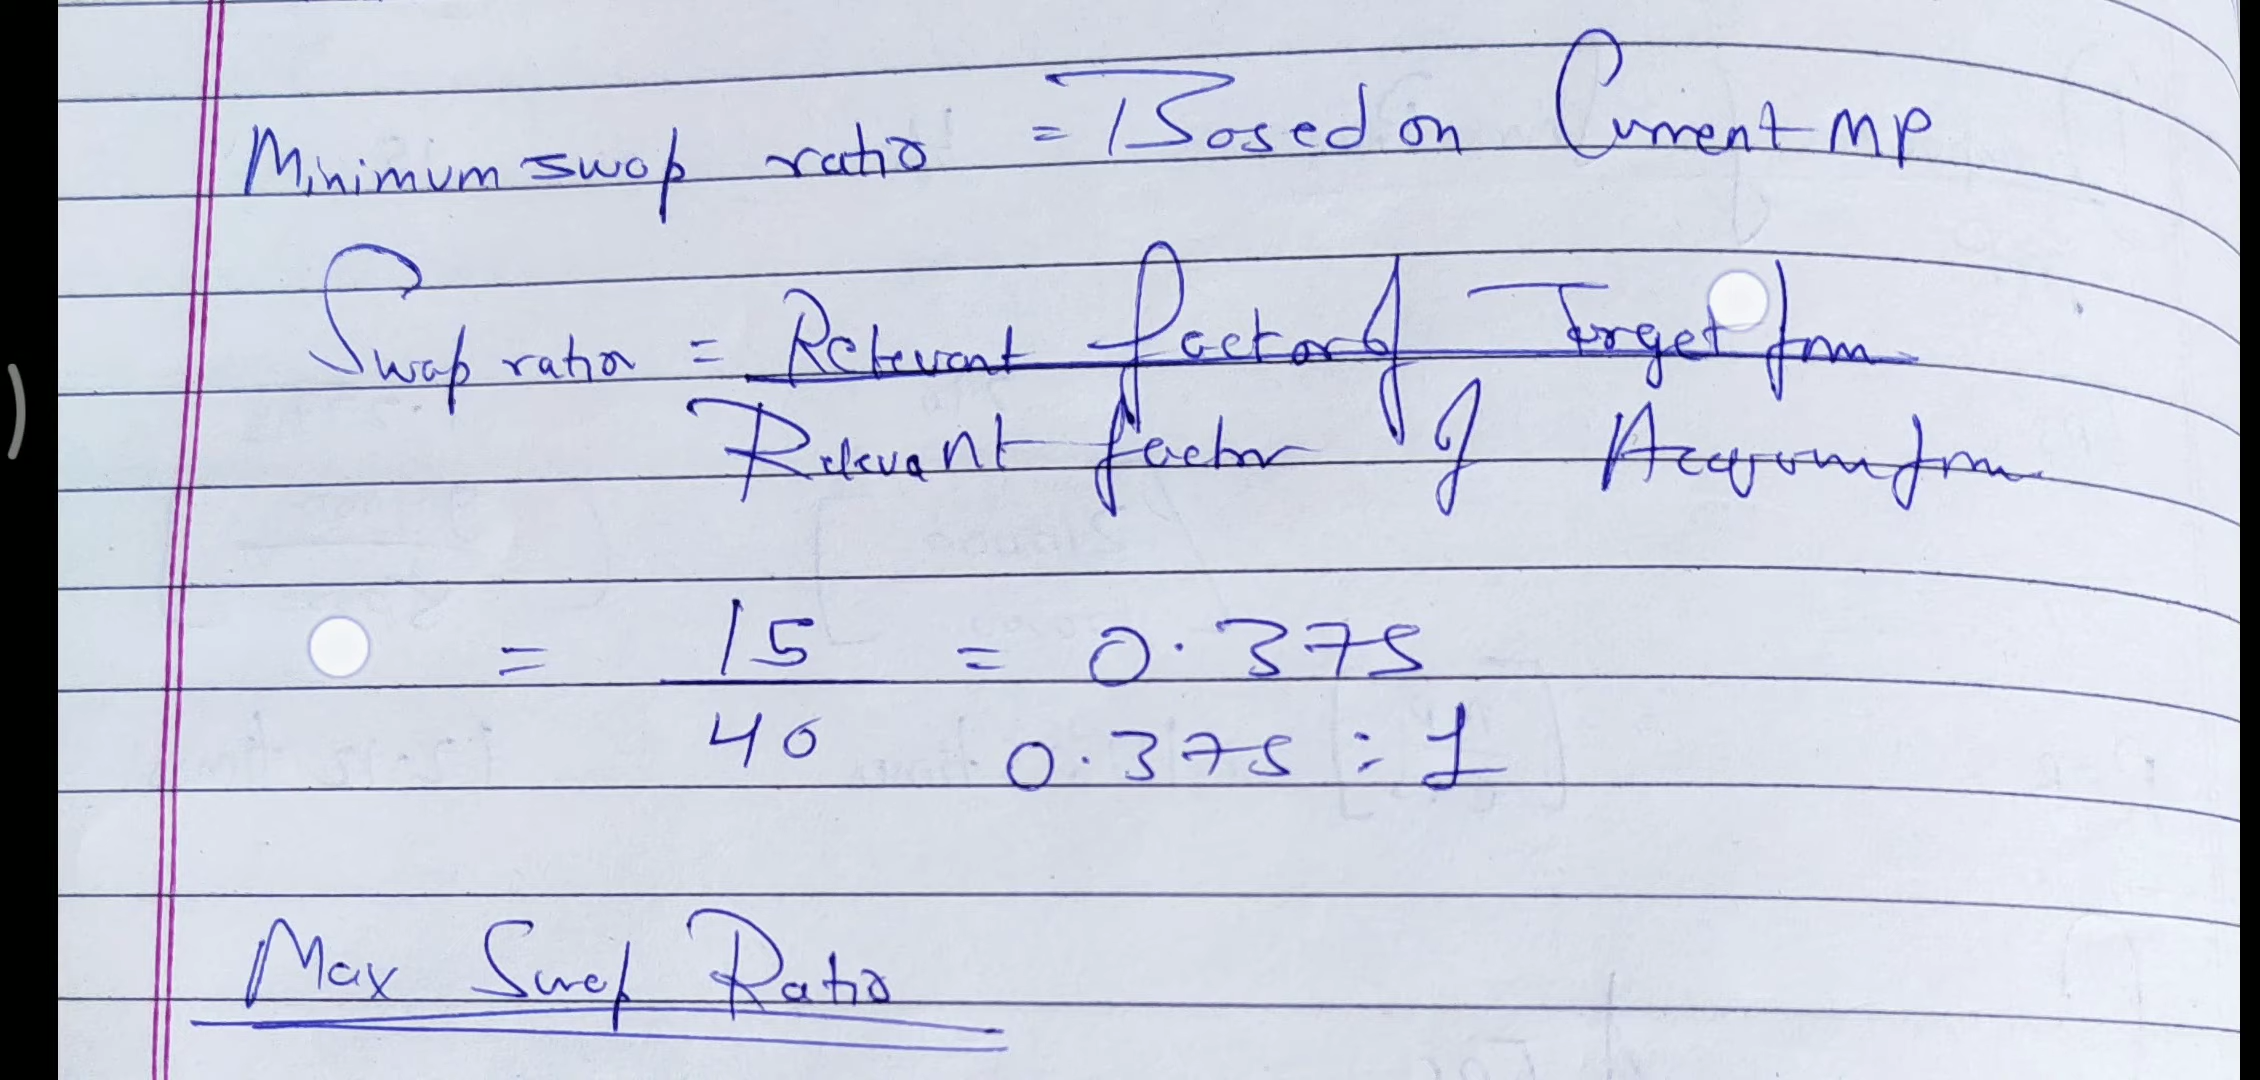 Minimum swap ratio = Based on Current MP
Swap ratio = Relevant factor of Target firm
Relevant factor of Acquirer firm
= 15 = 0.375
40 0.375 : 1
Max Swap Ratio